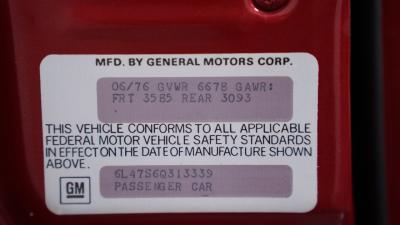 MFD. BY GENERAL MOTORS CORP.
06/76 GVWR 6678 GAWR:
FRT 3585 REAR 3093
THIS VEHICLE CONFORMS TO ALL APPLICABLE
FEDERAL MOTOR VEHICLE SAFETY STANDARDS
IN EFFECT ON THE DATE OF MANUFACTURE SHOWN
ABOVE.
6L47S6Q313339
PASSENGER CAR
GM